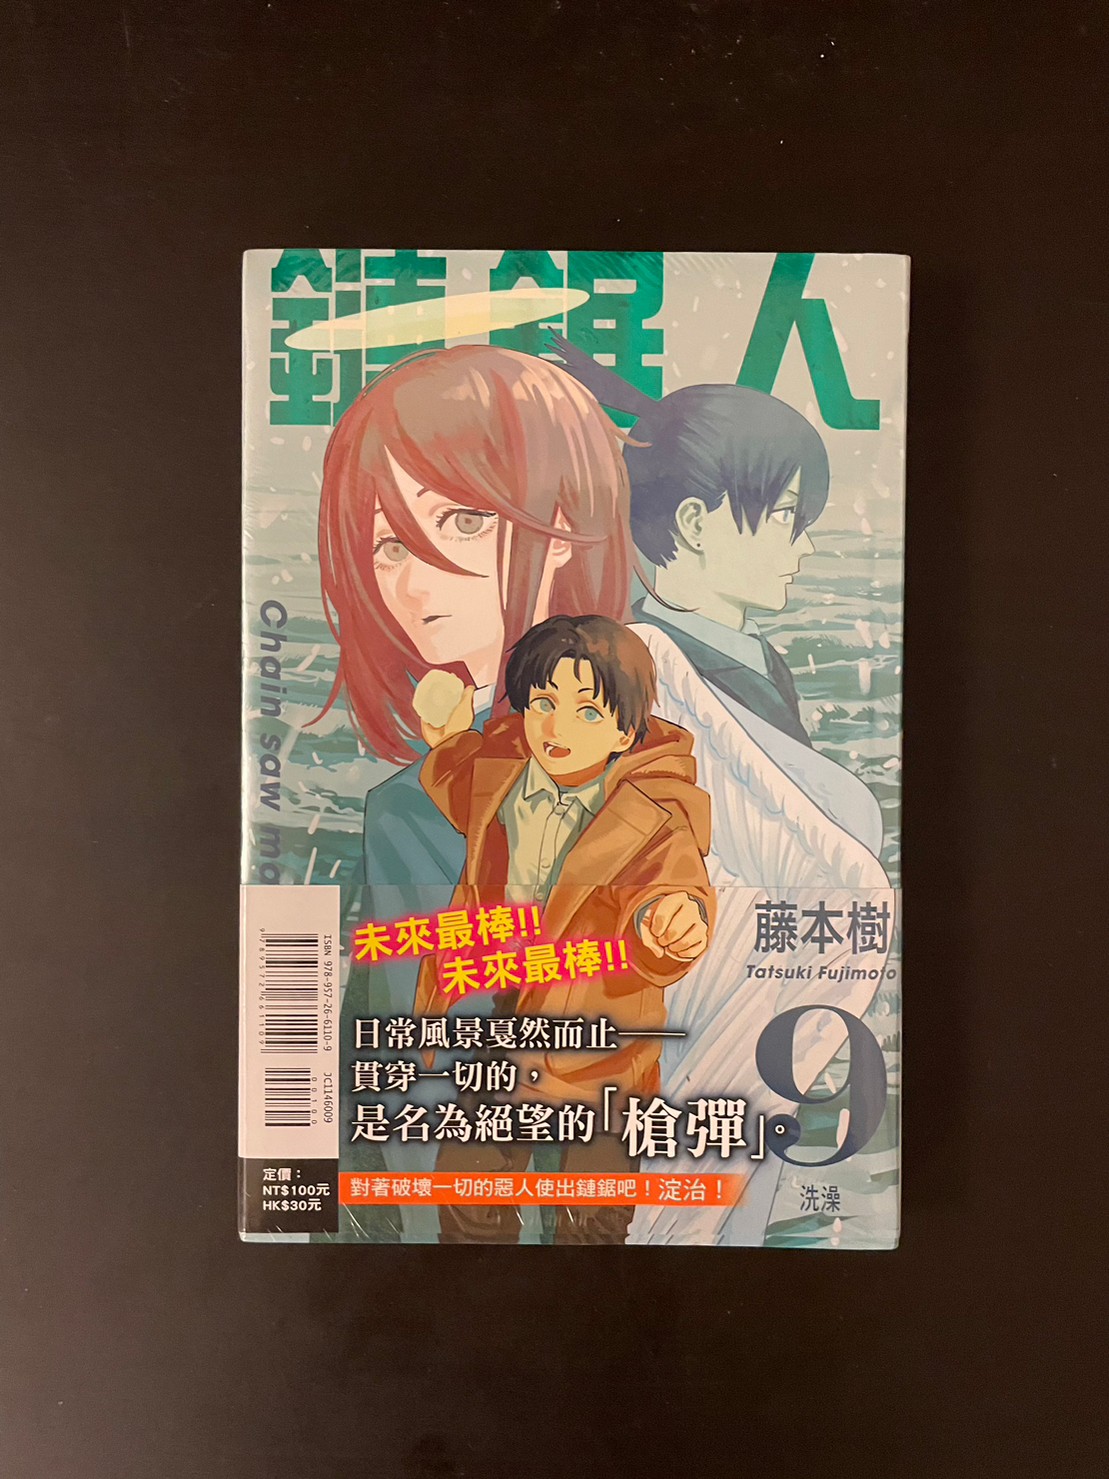 鏈鋸人
Chain saw ma
未來最棒!!
未來最棒!!
藤本樹
Tatsuki Fujimoto
9
洗澡
日常風景戛然而止——
貫穿一切的，
是名為絕望的「槍彈」。
對著破壞一切的惡人使出鏈鋸吧！淀治！
ISBN 978-957-26-6110-9
9789572661109
JC1146009
00100
定價：
NT$100元
HK$30元